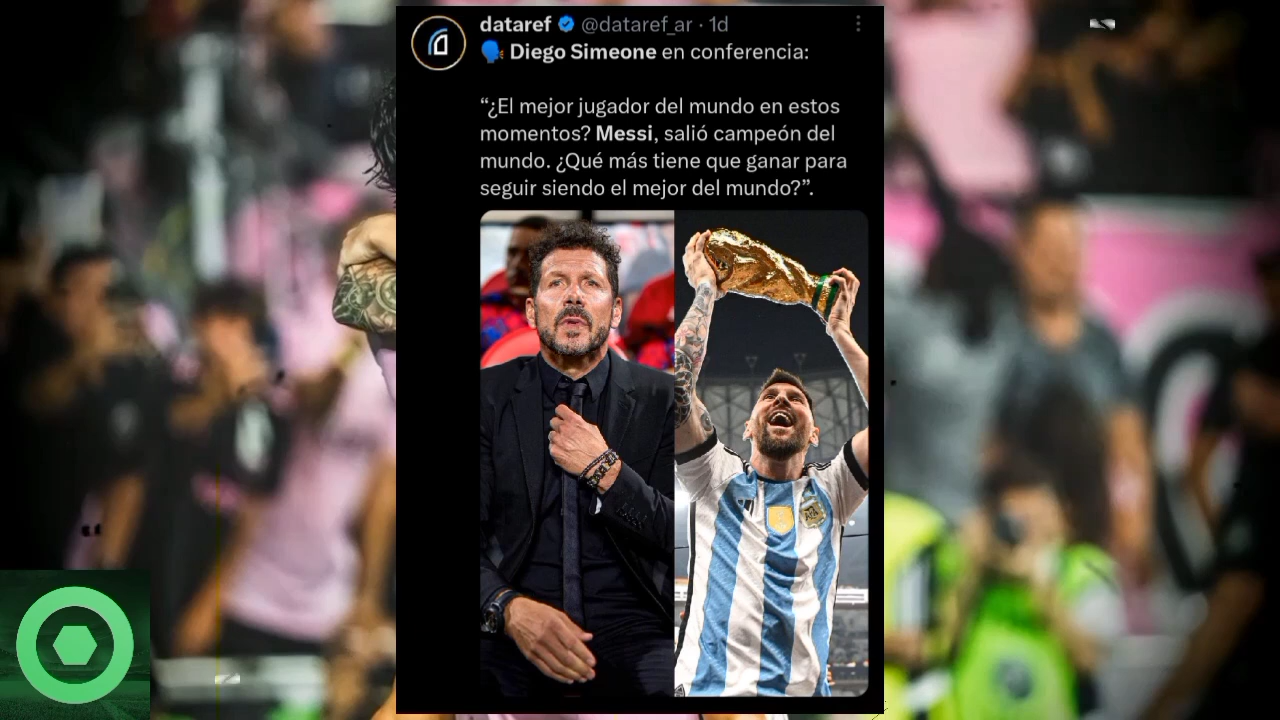 dataref @dataref_ar · 1d
🗣 Diego Simeone en conferencia:
“¿El mejor jugador del mundo en estos
momentos? Messi, salió campeón del
mundo. ¿Qué más tiene que ganar para
seguir siendo el mejor del mundo?”.
AFA